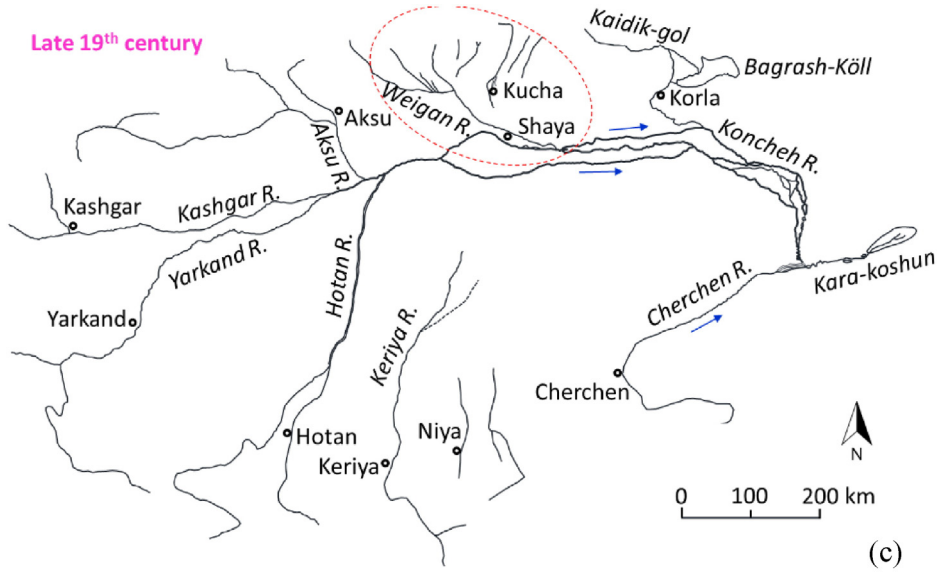 Late 19th century
Kaidik-gol
Bagrash-Köll
Kucha
Korla
Aksu
Weigan R.
Shaya
Koncheh R.
Aksu R.
Kashgar
Kashgar R.
Yarkand R.
Hotan R.
Cherchen R.
Kara-koshun
Yarkand
Keriya R.
Cherchen
Hotan
Niya
Keriya
N
0 100 200 km
(c)